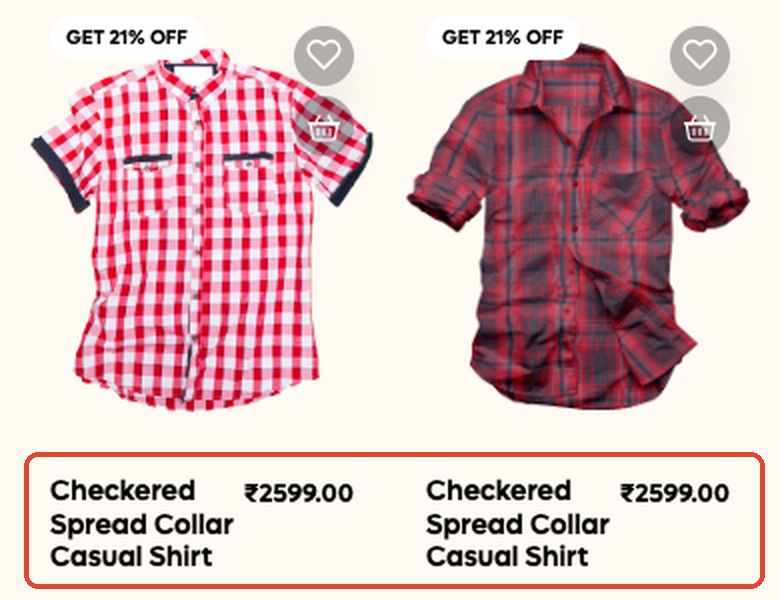 GET 21% OFF GET 21% OFF
Checkered ₹2599.00 Checkered ₹2599.00
Spread Collar Spread Collar
Casual Shirt Casual Shirt